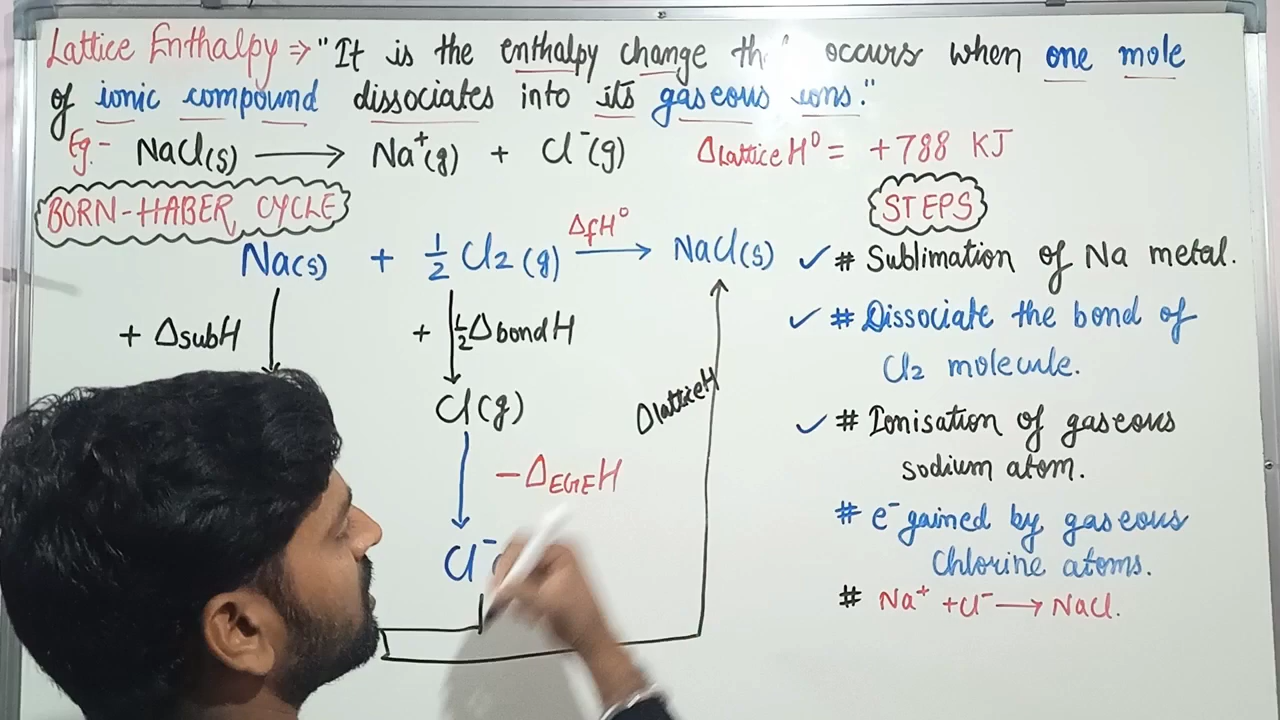 Lattice Enthalpy ⇒ "It is the enthalpy change occurs when one mole
of ionic compound dissociates into its gaseous ions."
Eg.- NaCl(s) → Na⁺(g) + Cl⁻(g) ΔlatticeH⁰ = +788 KJ
BORN-HABER CYCLE
STEPS
Na(s) + ½ Cl2(g) ΔfH⁰ → NaCl(s)
+ ΔsubH
+ ½ΔbondH
Cl(g)
ΔlatticeH
-ΔEGEH
Cl⁻
✓ # Sublimation of Na metal.
✓ # Dissociate the bond of
Cl2 molecule.
✓ # Ionisation of gaseous
sodium atom.
# e⁻ gained by gaseous
Chlorine atoms.
# Na⁺ + Cl⁻ → NaCl.